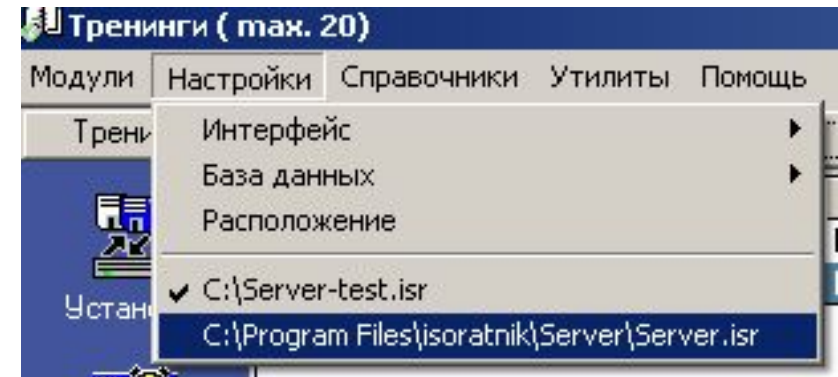 Тренинги ( max. 20)
Модули Настройки Справочники Утилиты Помощь
Интерфейс
База данных
Расположение
C:\Server-test.isr
C:\Program Files\isoratnik\Server\Server.isr